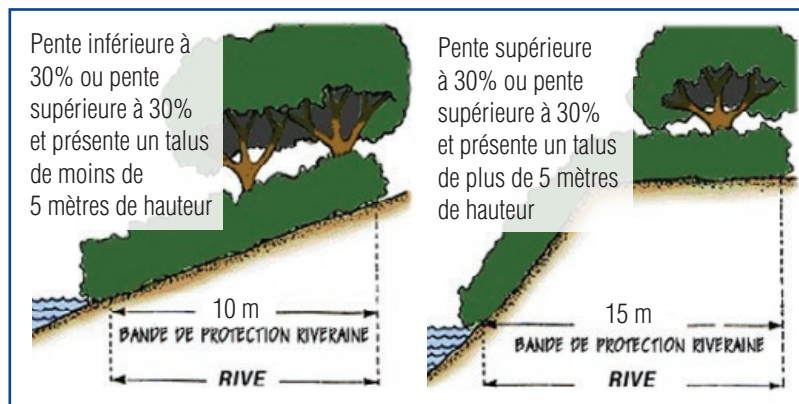 Pente inférieure à
30% ou pente
supérieure à 30%
et présente un talus
de moins de
5 mètres de hauteur
10 m
BANDE DE PROTECTION RIVERAINE
RIVE
Pente supérieure
à 30% ou pente
supérieure à 30%
et présente un talus
de plus de 5 mètres
de hauteur
15 m
BANDE DE PROTECTION RIVERAINE
RIVE